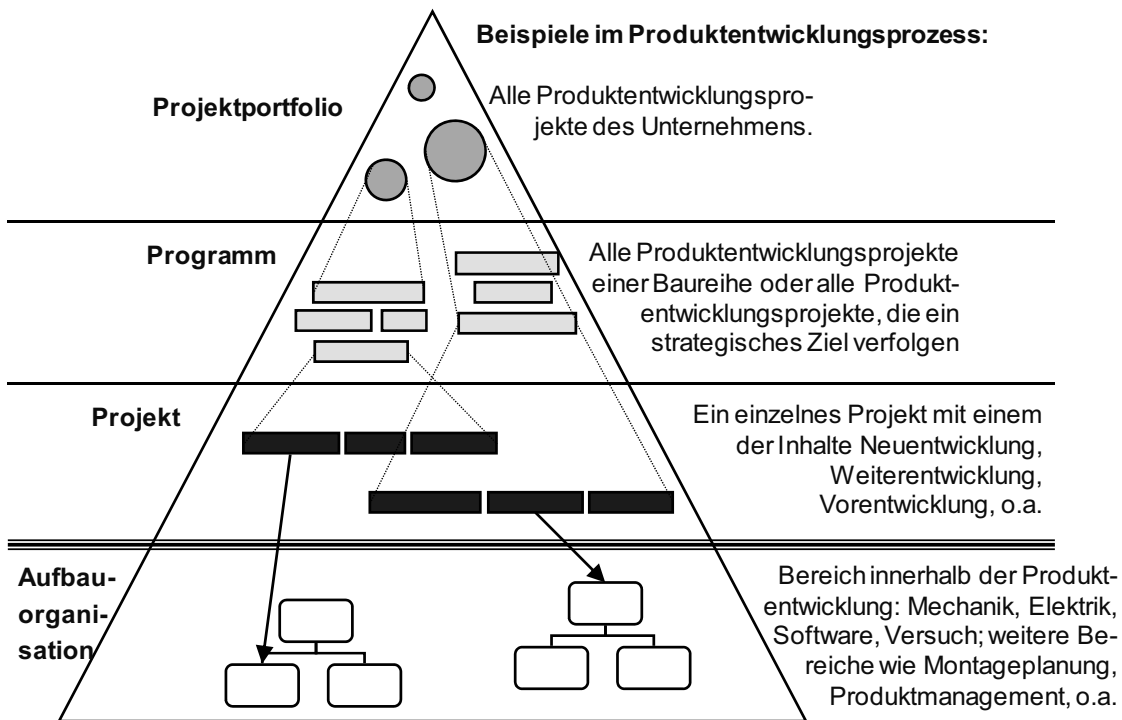 Beispiele im Produktentwicklungsprozess:
Projektportfolio
Alle Produktentwicklungspro-
jekte des Unternehmens.
Programm
Alle Produktentwicklungsprojekte
einer Baureihe oder alle Produkt-
entwicklungsprojekte, die ein
strategisches Ziel verfolgen
Projekt
Ein einzelnes Projekt mit einem
der Inhalte Neuentwicklung,
Weiterentwicklung,
Vorentwicklung, o.a.
Aufbau-
organi-
sation
Bereich innerhalb der Produkt-
entwicklung: Mechanik, Elektrik,
Software, Versuch; weitere Be-
reiche wie Montageplanung,
Produktmanagement, o.a.